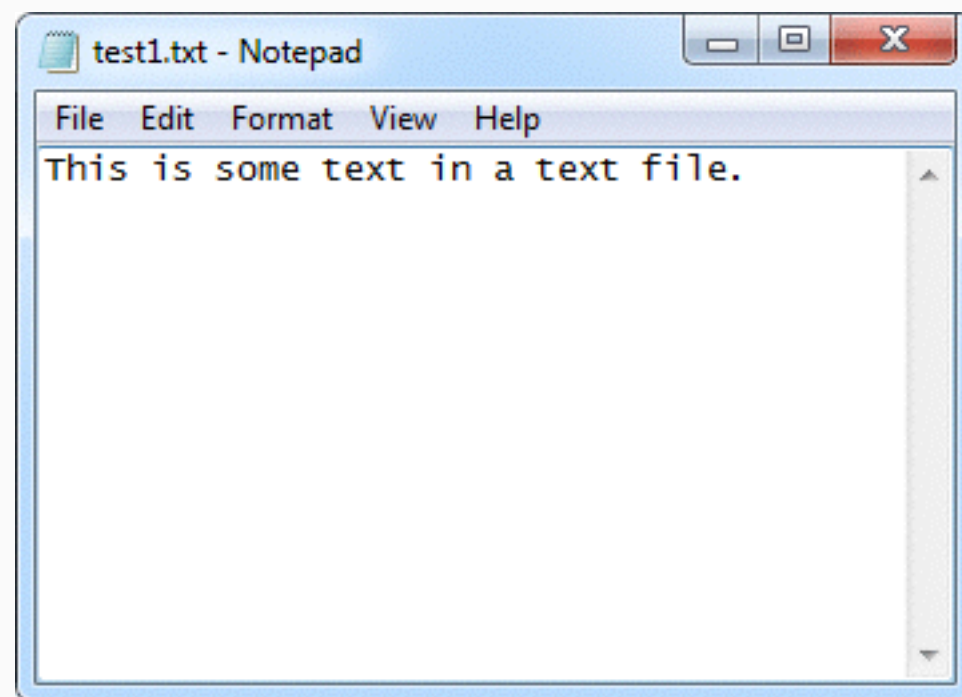 test1.txt - Notepad
File Edit Format View Help
This is some text in a text file.